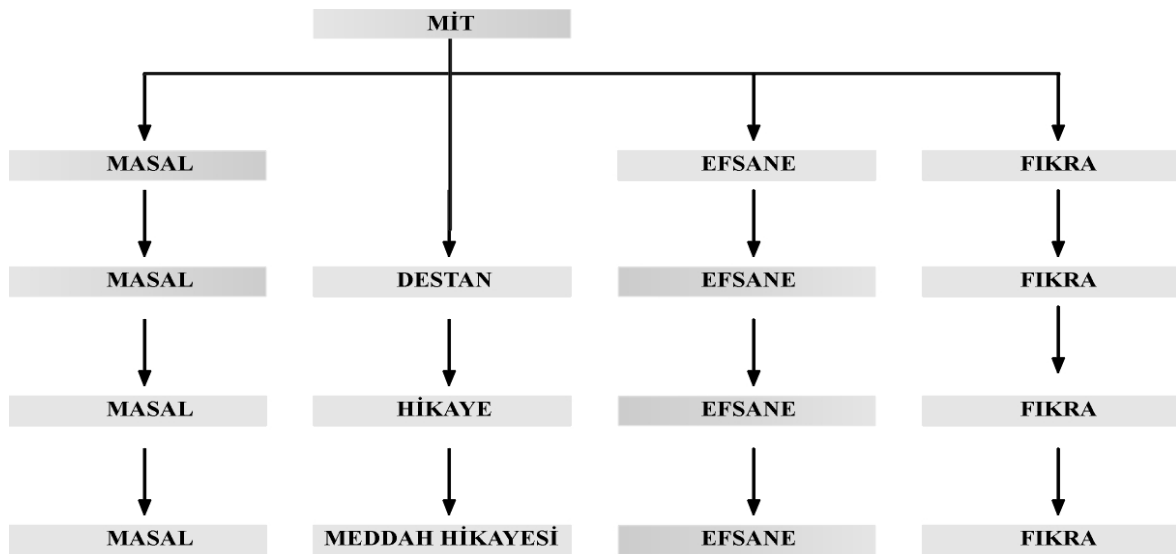 MİT
MASAL EFSANE FIKRA
MASAL DESTAN EFSANE FIKRA
MASAL HİKAYE EFSANE FIKRA
MASAL MEDDAH HİKAYESİ EFSANE FIKRA